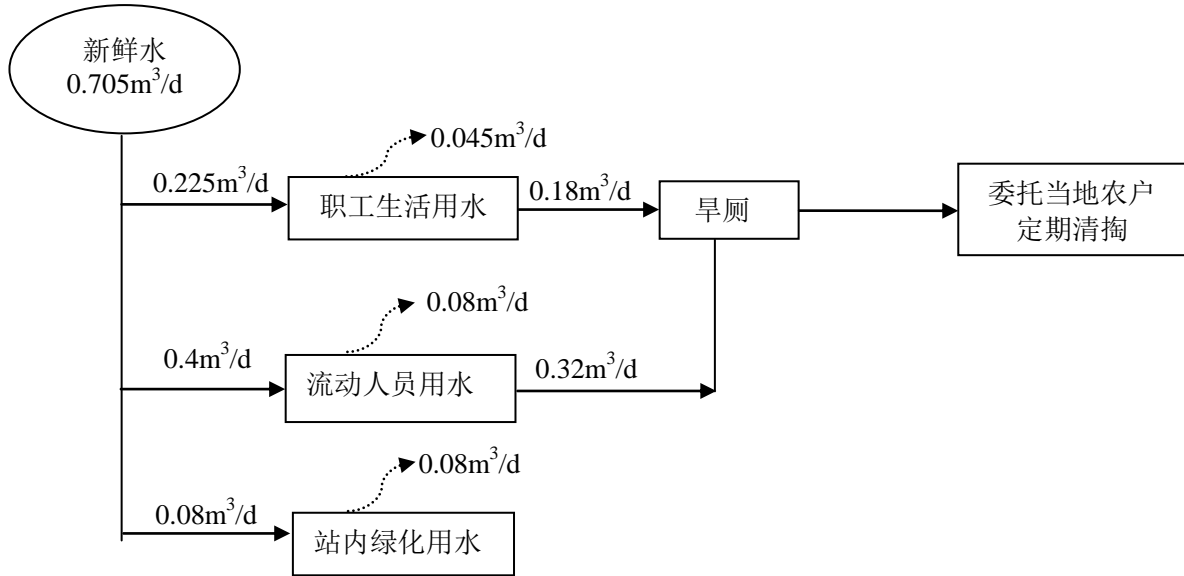 新鲜水
0.705m³/d
0.045m³/d
0.225m³/d
职工生活用水
0.18m³/d
旱厕
委托当地农户
定期清掏
0.08m³/d
0.4m³/d
流动人员用水
0.32m³/d
0.08m³/d
0.08m³/d
站内绿化用水